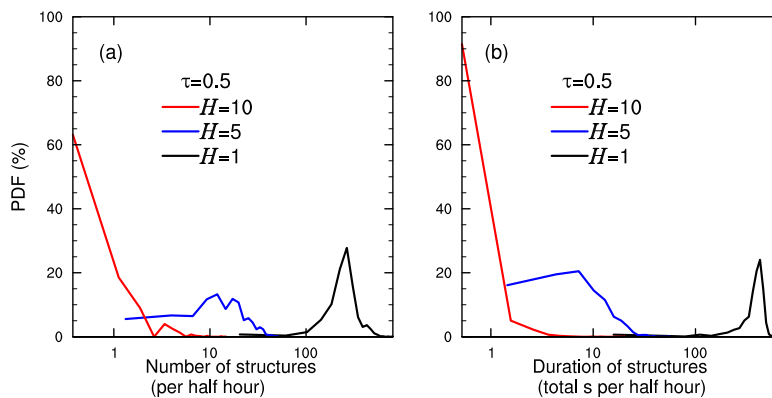 100
80
60
40
20
0
PDF (%)
(a)
τ=0.5
H=10
H=5
H=1
1
10
100
Number of structures
(per half hour)
100
80
60
40
20
0
(b)
τ=0.5
H=10
H=5
H=1
1
10
100
Duration of structures
(total s per half hour)